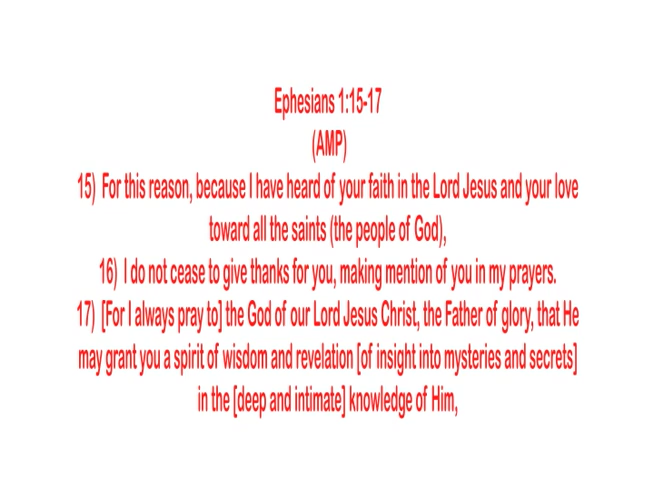 Ephesians 1:15-17
(AMP)
15) For this reason, because I have heard of your faith in the Lord Jesus and your love
toward all the saints (the people of God),
16) I do not cease to give thanks for you, making mention of you in my prayers.
17) [For I always pray to] the God of our Lord Jesus Christ, the Father of glory, that He
may grant you a spirit of wisdom and revelation [of insight into mysteries and secrets]
in the [deep and intimate] knowledge of Him,